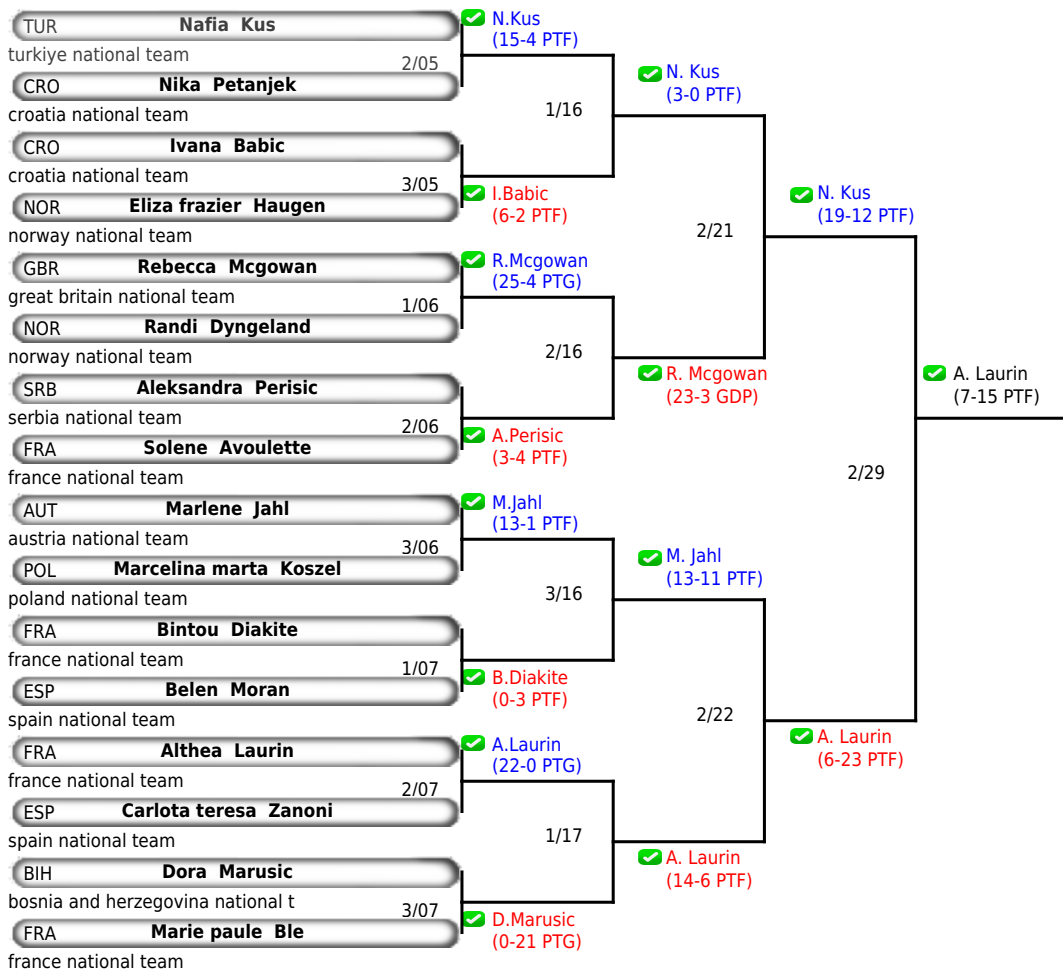 TUR Nafia Kus
turkiye national team
2/05
CRO Nika Petanjek
croatia national team
CRO Ivana Babic
croatia national team
3/05
NOR Eliza frazier Haugen
norway national team
GBR Rebecca Mcgowan
great britain national team
1/06
NOR Randi Dyngeland
norway national team
SRB Aleksandra Perisic
serbia national team
2/06
FRA Solene Avoulette
france national team
AUT Marlene Jahl
austria national team
3/06
POL Marcelina marta Koszel
poland national team
FRA Bintou Diakite
france national team
1/07
ESP Belen Moran
spain national team
FRA Althea Laurin
france national team
2/07
ESP Carlota teresa Zanoni
spain national team
BIH Dora Marusic
bosnia and herzegovina national t
3/07
FRA Marie paule Ble
france national team
N.Kus
(15-4 PTF)
1/16
I.Babic
(6-2 PTF)
R.Mcgowan
(25-4 PTG)
2/16
A.Perisic
(3-4 PTF)
M.Jahl
(13-1 PTF)
3/16
B.Diakite
(0-3 PTF)
A.Laurin
(22-0 PTG)
1/17
D.Marusic
(0-21 PTG)
N. Kus
(3-0 PTF)
2/21
R. Mcgowan
(23-3 GDP)
M. Jahl
(13-11 PTF)
2/22
A. Laurin
(14-6 PTF)
N. Kus
(19-12 PTF)
2/29
A. Laurin
(6-23 PTF)
A. Laurin
(7-15 PTF)